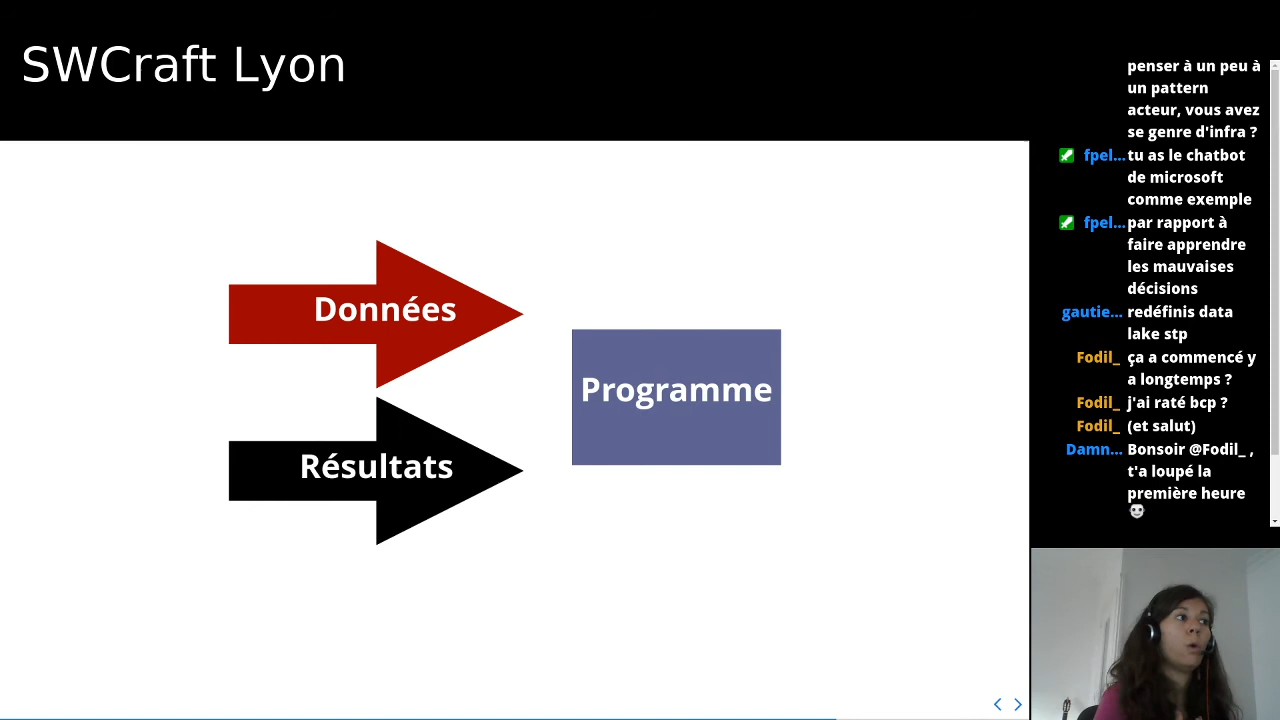 SWCraft Lyon
Données
Résultats
Programme
penser à un peu à
un pattern
acteur, vous avez
se genre d'infra ?
fpel... tu as le chatbot
de microsoft
comme exemple
fpel... par rapport à
faire apprendre
les mauvaises
décisions
gautie... redéfinis data
lake stp
Fodil_ ça a commencé y
a longtemps ?
Fodil_ j'ai raté bcp ?
Fodil_ (et salut)
Damn... Bonsoir @Fodil_ ,
t'a loupé la
première heure